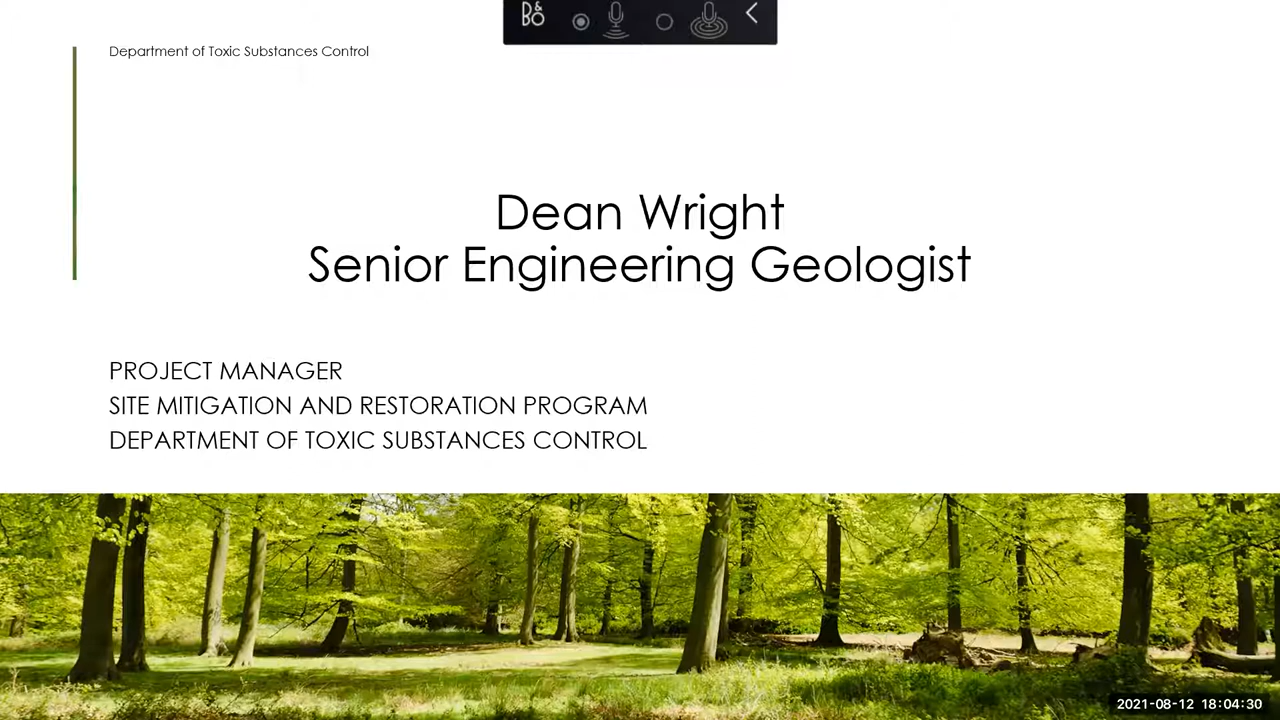 B&O
Department of Toxic Substances Control
Dean Wright
Senior Engineering Geologist
PROJECT MANAGER
SITE MITIGATION AND RESTORATION PROGRAM
DEPARTMENT OF TOXIC SUBSTANCES CONTROL
2021-08-12 18:04:30